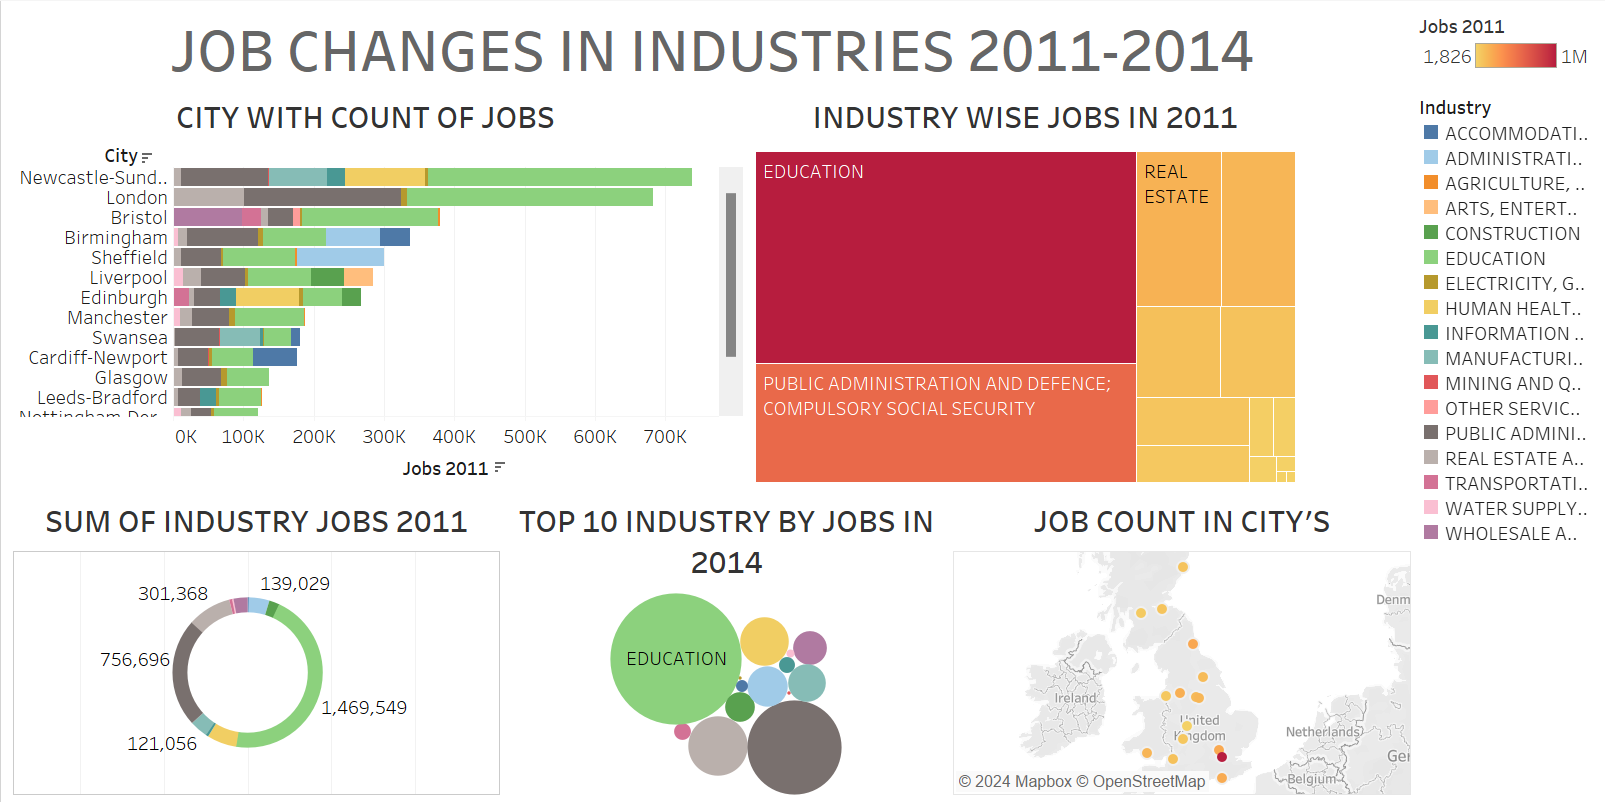 JOB CHANGES IN INDUSTRIES 2011-2014
Jobs 2011
1,826 1M
Industry
ACCOMMODATI..
ADMINISTRATI..
AGRICULTURE, ..
ARTS, ENTERT..
CONSTRUCTION
EDUCATION
ELECTRICITY, G..
HUMAN HEALT..
INFORMATION ..
MANUFACTURI..
MINING AND Q..
OTHER SERVIC..
PUBLIC ADMINI..
REAL ESTATE A..
TRANSPORTATI..
WATER SUPPLY..
WHOLESALE A..
CITY WITH COUNT OF JOBS
City
Newcastle-Sund..
London
Bristol
Birmingham
Sheffield
Liverpool
Edinburgh
Manchester
Swansea
Cardiff-Newport
Glasgow
Leeds-Bradford
Nottingham-Der..
0K 100K 200K 300K 400K 500K 600K 700K
Jobs 2011
INDUSTRY WISE JOBS IN 2011
EDUCATION
REAL
ESTATE
PUBLIC ADMINISTRATION AND DEFENCE;
COMPULSORY SOCIAL SECURITY
SUM OF INDUSTRY JOBS 2011
139,029
301,368
756,696
1,469,549
121,056
TOP 10 INDUSTRY BY JOBS IN
2014
EDUCATION
JOB COUNT IN CITY'S
Denm
Ireland
United
Kingdom
Netherlands
Ger
Belgium
© 2024 Mapbox © OpenStreetMap